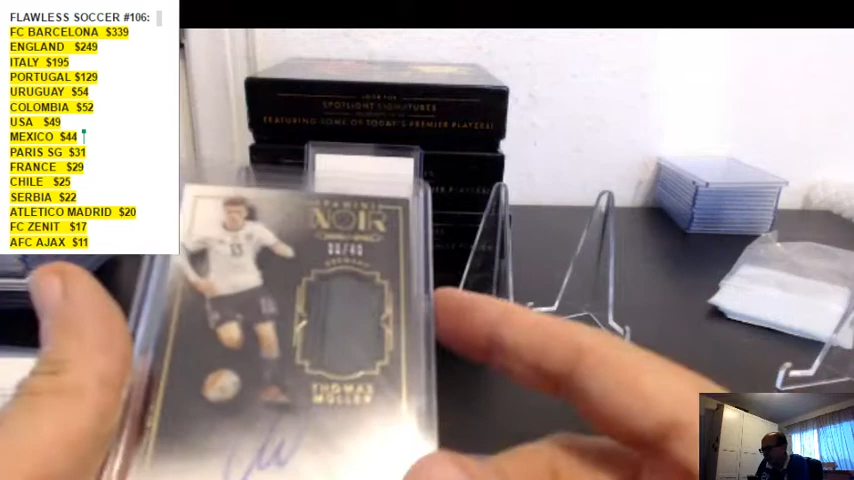 FLAWLESS SOCCER #106:
FC BARCELONA $339
ENGLAND $249
ITALY $195
PORTUGAL $129
URUGUAY $54
COLOMBIA $52
USA $49
MEXICO $44
PARIS SG $31
FRANCE $29
CHILE $25
SERBIA $22
ATLETICO MADRID $20
FC ZENIT $17
AFC AJAX $11
SPOTLIGHT SIGNATURES
FEATURING SOME OF TODAY'S PREMIER PLAYERS!
PANINI
NOIR
GERMANY
THOMAS
MÜLLER